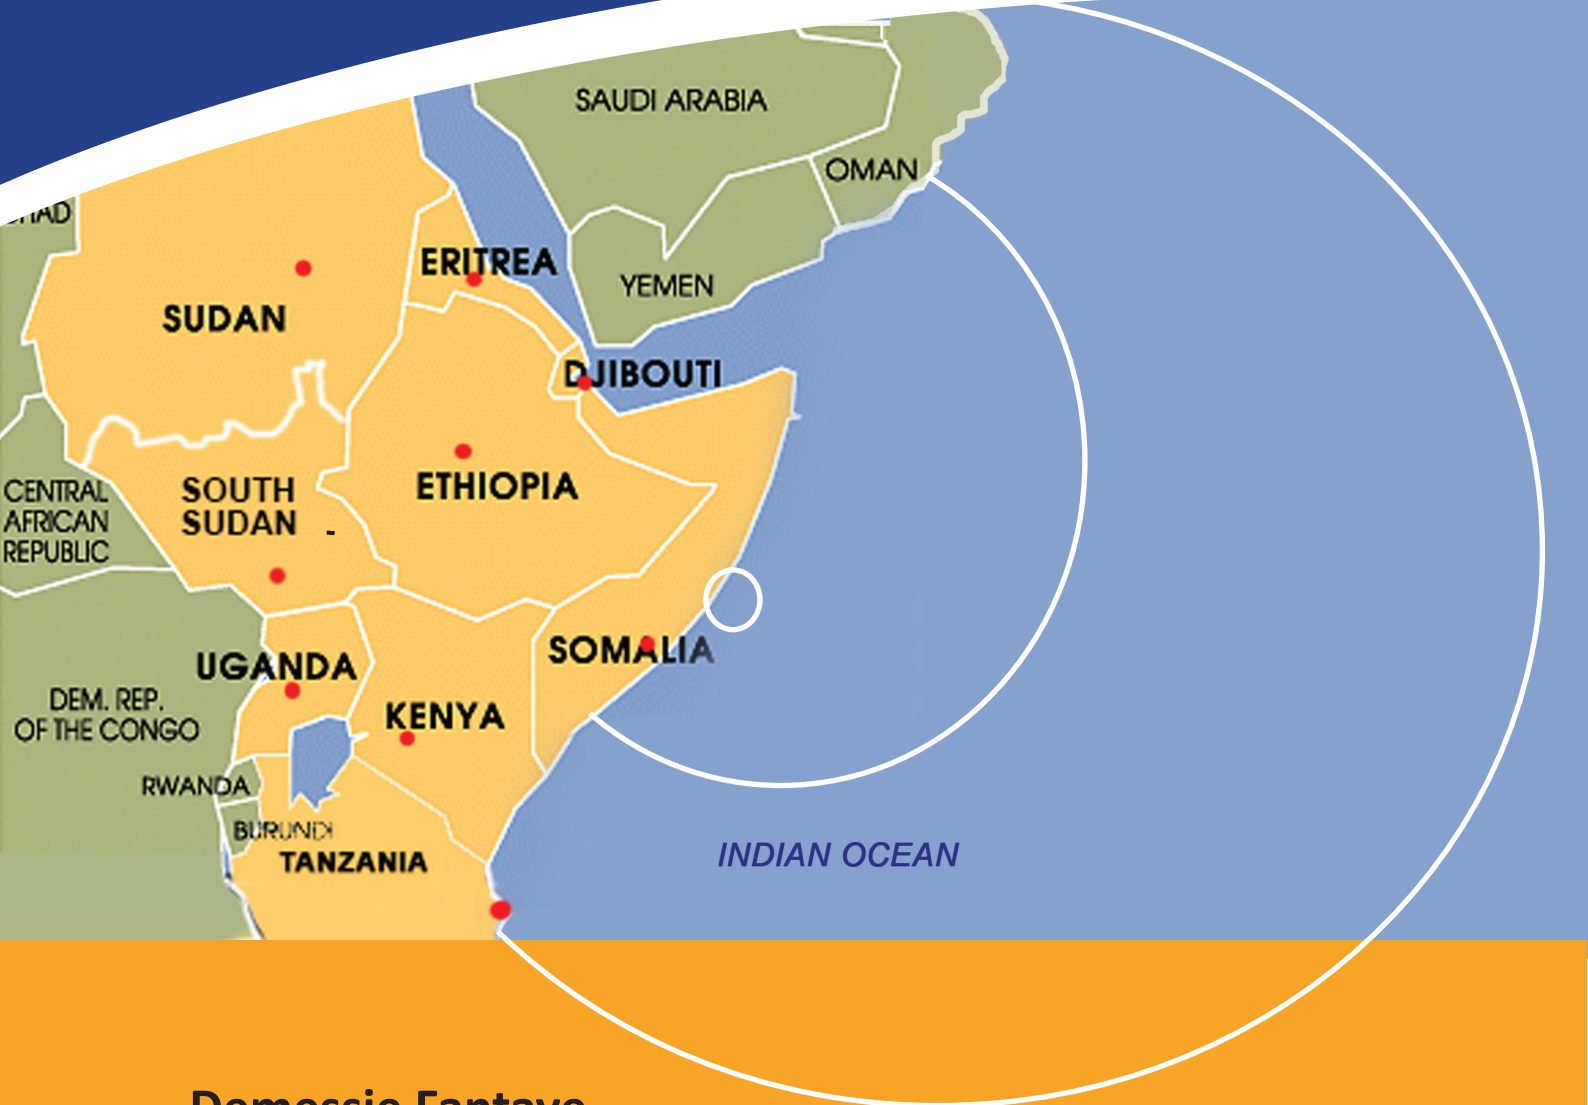 SAUDI ARABIA
OMAN
ERITREA
YEMEN
SUDAN
DJIBOUTI
ETHIOPIA
SOUTH
SUDAN
CENTRAL
AFRICAN
REPUBLIC
SOMALIA
UGANDA
DEM. REP.
OF THE CONGO
KENYA
RWANDA
BURUNDI
TANZANIA
INDIAN OCEAN